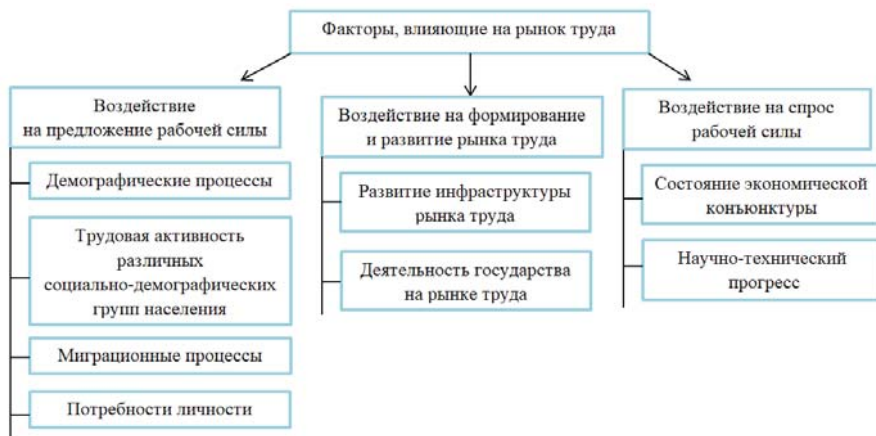 Факторы, влияющие на рынок труда
Воздействие
на предложение рабочей силы
Демографические процессы
Трудовая активность
различных
социально-демографических
групп населения
Миграционные процессы
Потребности личности
Воздействие на формирование
и развитие рынка труда
Развитие инфраструктуры
рынка труда
Деятельность государства
на рынке труда
Воздействие на спрос
рабочей силы
Состояние экономической
конъюнктуры
Научно-технический
прогресс